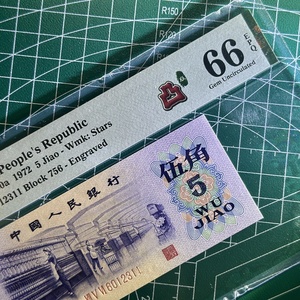 R150
66
EPQ
Gem Uncirculated
People's Republic
0a 1972 5 Jiao - Wmk: Stars
12311 Block 756 - Engraved
中國人民銀行
伍角
5
WU
JIAO